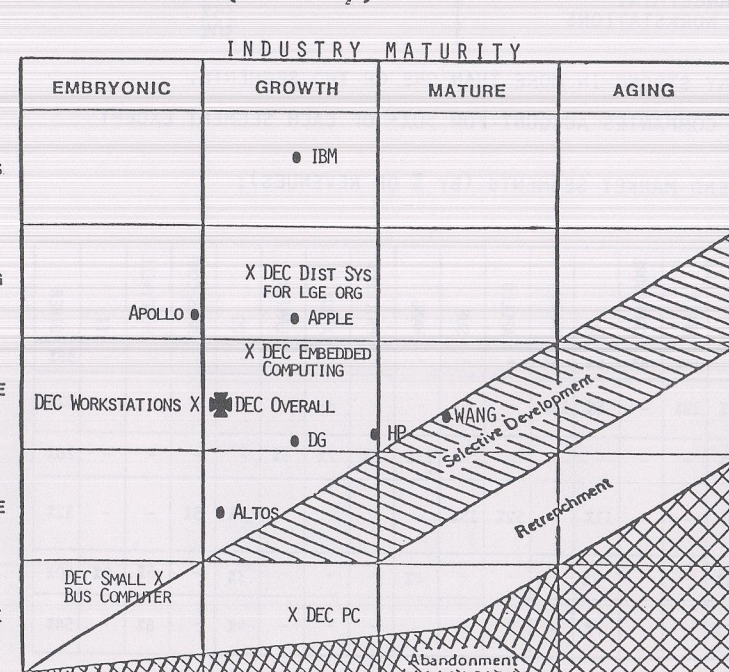 INDUSTRY MATURITY
EMBRYONIC GROWTH MATURE AGING
IBM
X DEC DIST SYS
FOR LGE ORG
APOLLO
APPLE
X DEC EMBEDDED
COMPUTING
DEC WORKSTATIONS X
DEC OVERALL
DG
HP
WANG
Selective Development
ALTOS
Retrenchment
DEC SMALL X
BUS COMPUTER
X DEC PC
Abandonment